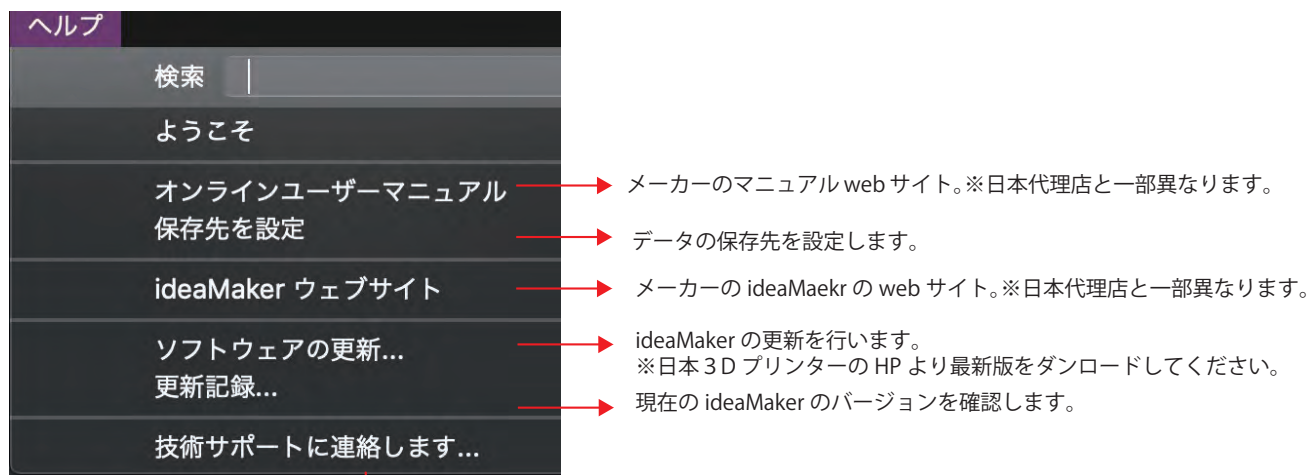 ヘルプ
検索
ようこそ
オンラインユーザーマニュアル
メーカーのマニュアル web サイト。※日本代理店と一部異なります。
保存先を設定
データの保存先を設定します。
ideaMaker ウェブサイト
メーカーの ideaMaekr の web サイト。※日本代理店と一部異なります。
ソフトウェアの更新...
ideaMaker の更新を行います。
※日本３D プリンターの HP より最新版をダンロードしてください。
更新記録...
現在の ideaMaker のバージョンを確認します。
技術サポートに連絡します...